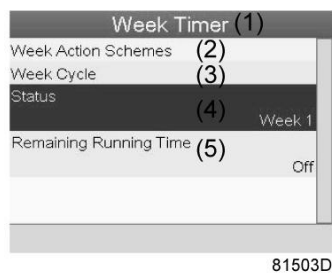 Week Timer (1)
Week Action Schemes (2)
Week Cycle (3)
Status
(4)
Week 1
Remaining Running Time (5)
Off
81503D